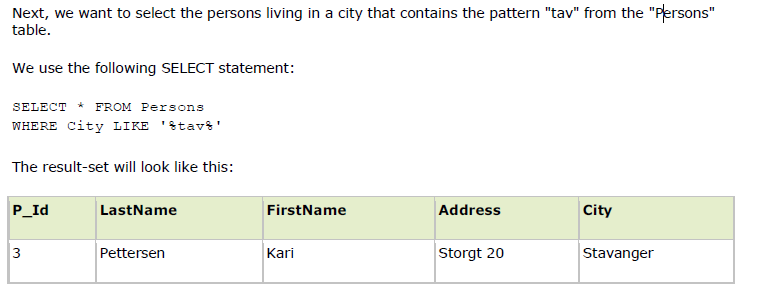 Next, we want to select the persons living in a city that contains the pattern "tav" from the "Persons"
table.
We use the following SELECT statement:
SELECT * FROM Persons
WHERE City LIKE '%tav%'
The result-set will look like this:
P_Id LastName FirstName Address City
3 Pettersen Kari Storgt 20 Stavanger